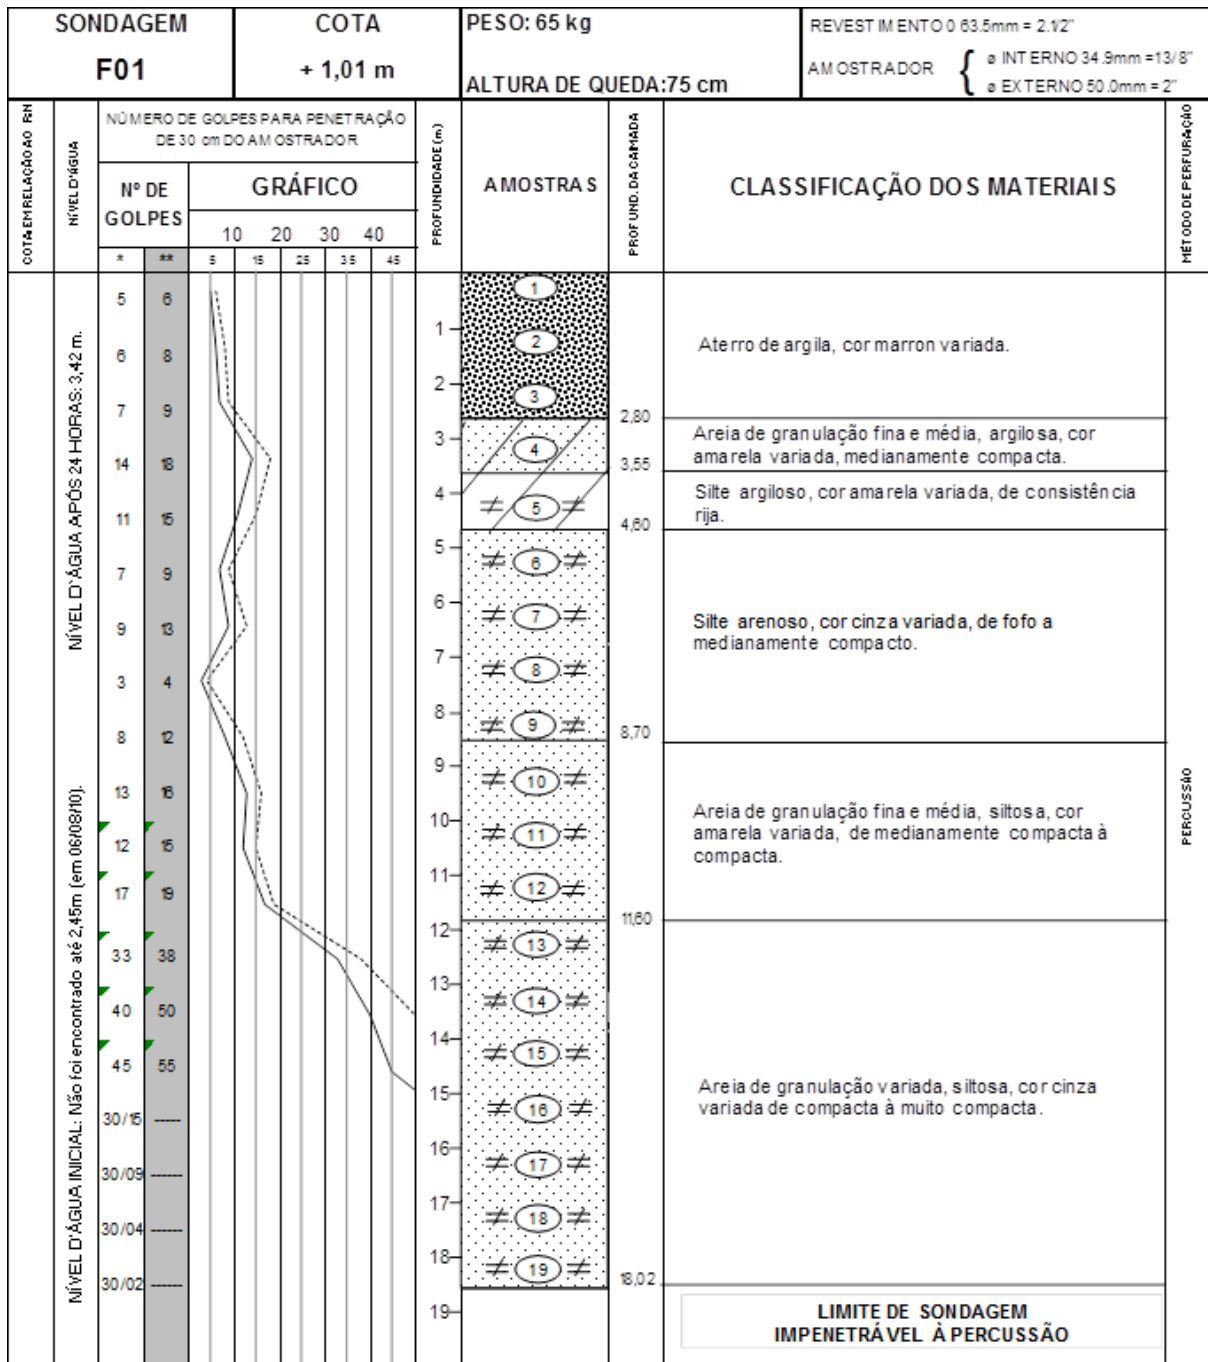 SONDAGEM
F01
COTA
+ 1,01 m
PESO: 65 kg
ALTURA DE QUEDA:75 cm
REVESTIMENTO 0 63.5mm = 2.1/2"
AMOSTRADOR {
ø INTERNO 34.9mm =13/8"
ø EXTERNO 50.0mm = 2"
COTA EM RELAÇÃO AO RN
NÍVEL D'ÁGUA
NÚMERO DE GOLPES PARA PENETRAÇÃO
DE 30 cm DO AMOSTRADOR
Nº DE
GOLPES
GRÁFICO
10 20 30 40
* ** 5 15 25 35 45
PROFUNDIDADE (m)
AMOSTRAS
PROFUND. DA CAMADA
CLASSIFICAÇÃO DOS MATERIAIS
MÉTODO DE PERFURAÇÃO
NÍVEL D'ÁGUA APÓS 24 HORAS: 3,42 m.
NÍVEL D'ÁGUA INICIAL: Não foi encontrado até 2,45m (em 06/08/10).
5 6
6 8
7 9
14 18
11 15
7 9
9 13
3 4
8 12
13 16
12 15
17 19
33 38
40 50
45 55
30/15 -----
30/09 ------
30/04 ------
30/02 ------
1
2
3
4
5
6
7
8
9
10
11
12
13
14
15
16
17
18
19
1
2
3
4
5
6
7
8
9
10
11
12
13
14
15
16
17
18
19
2,80
3,55
4,60
8,70
11,60
18,02
Aterro de argila, cor marron variada.
Areia de granulação fina e média, argilosa, cor
amarela variada, medianamente compacta.
Silte argiloso, cor amarela variada, de consistência
rija.
Silte arenoso, cor cinza variada, de fofo a
medianamente compacto.
Areia de granulação fina e média, siltosa, cor
amarela variada, de medianamente compacta à
compacta.
Areia de granulação variada, siltosa, cor cinza
variada de compacta à muito compacta.
LIMITE DE SONDAGEM
IMPENETRÁVEL À PERCUSSÃO
PERCUSSÃO